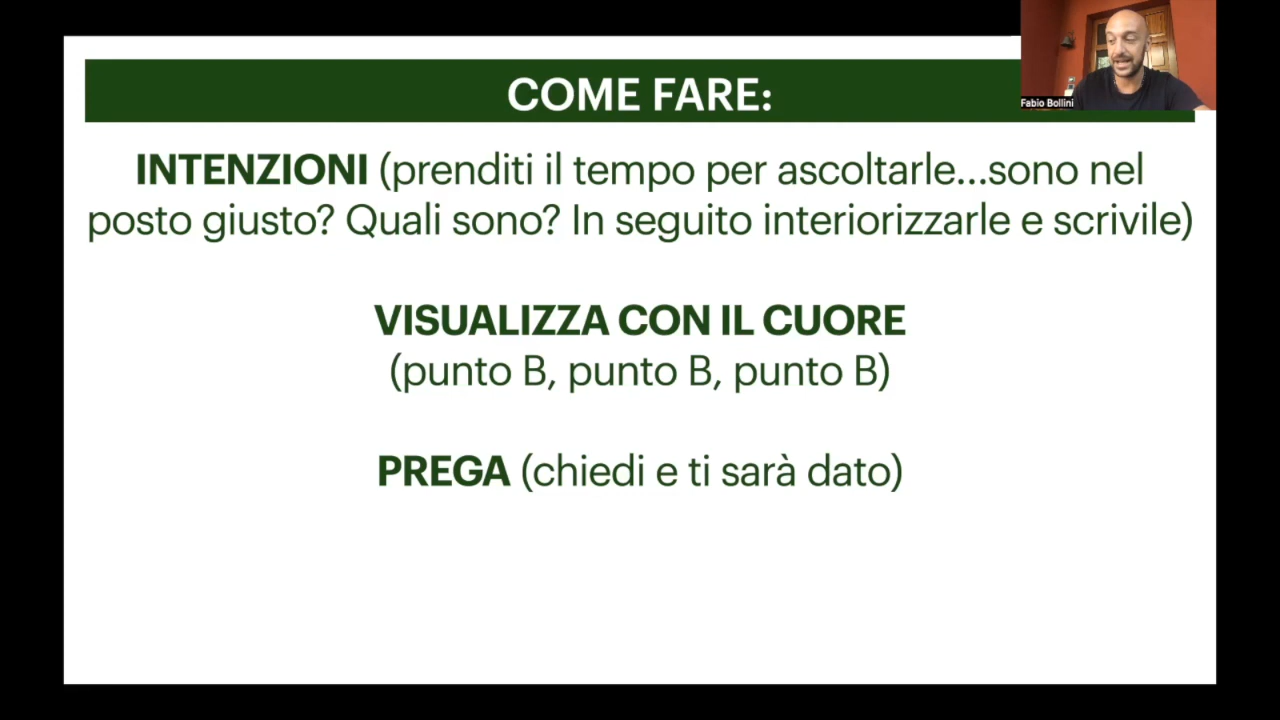 COME FARE:
Fabio Bollini
INTENZIONI (prenditi il tempo per ascoltarle...sono nel
posto giusto? Quali sono? In seguito interiorizzarle e scrivile)
VISUALIZZA CON IL CUORE
(punto B, punto B, punto B)
PREGA (chiedi e ti sarà dato)